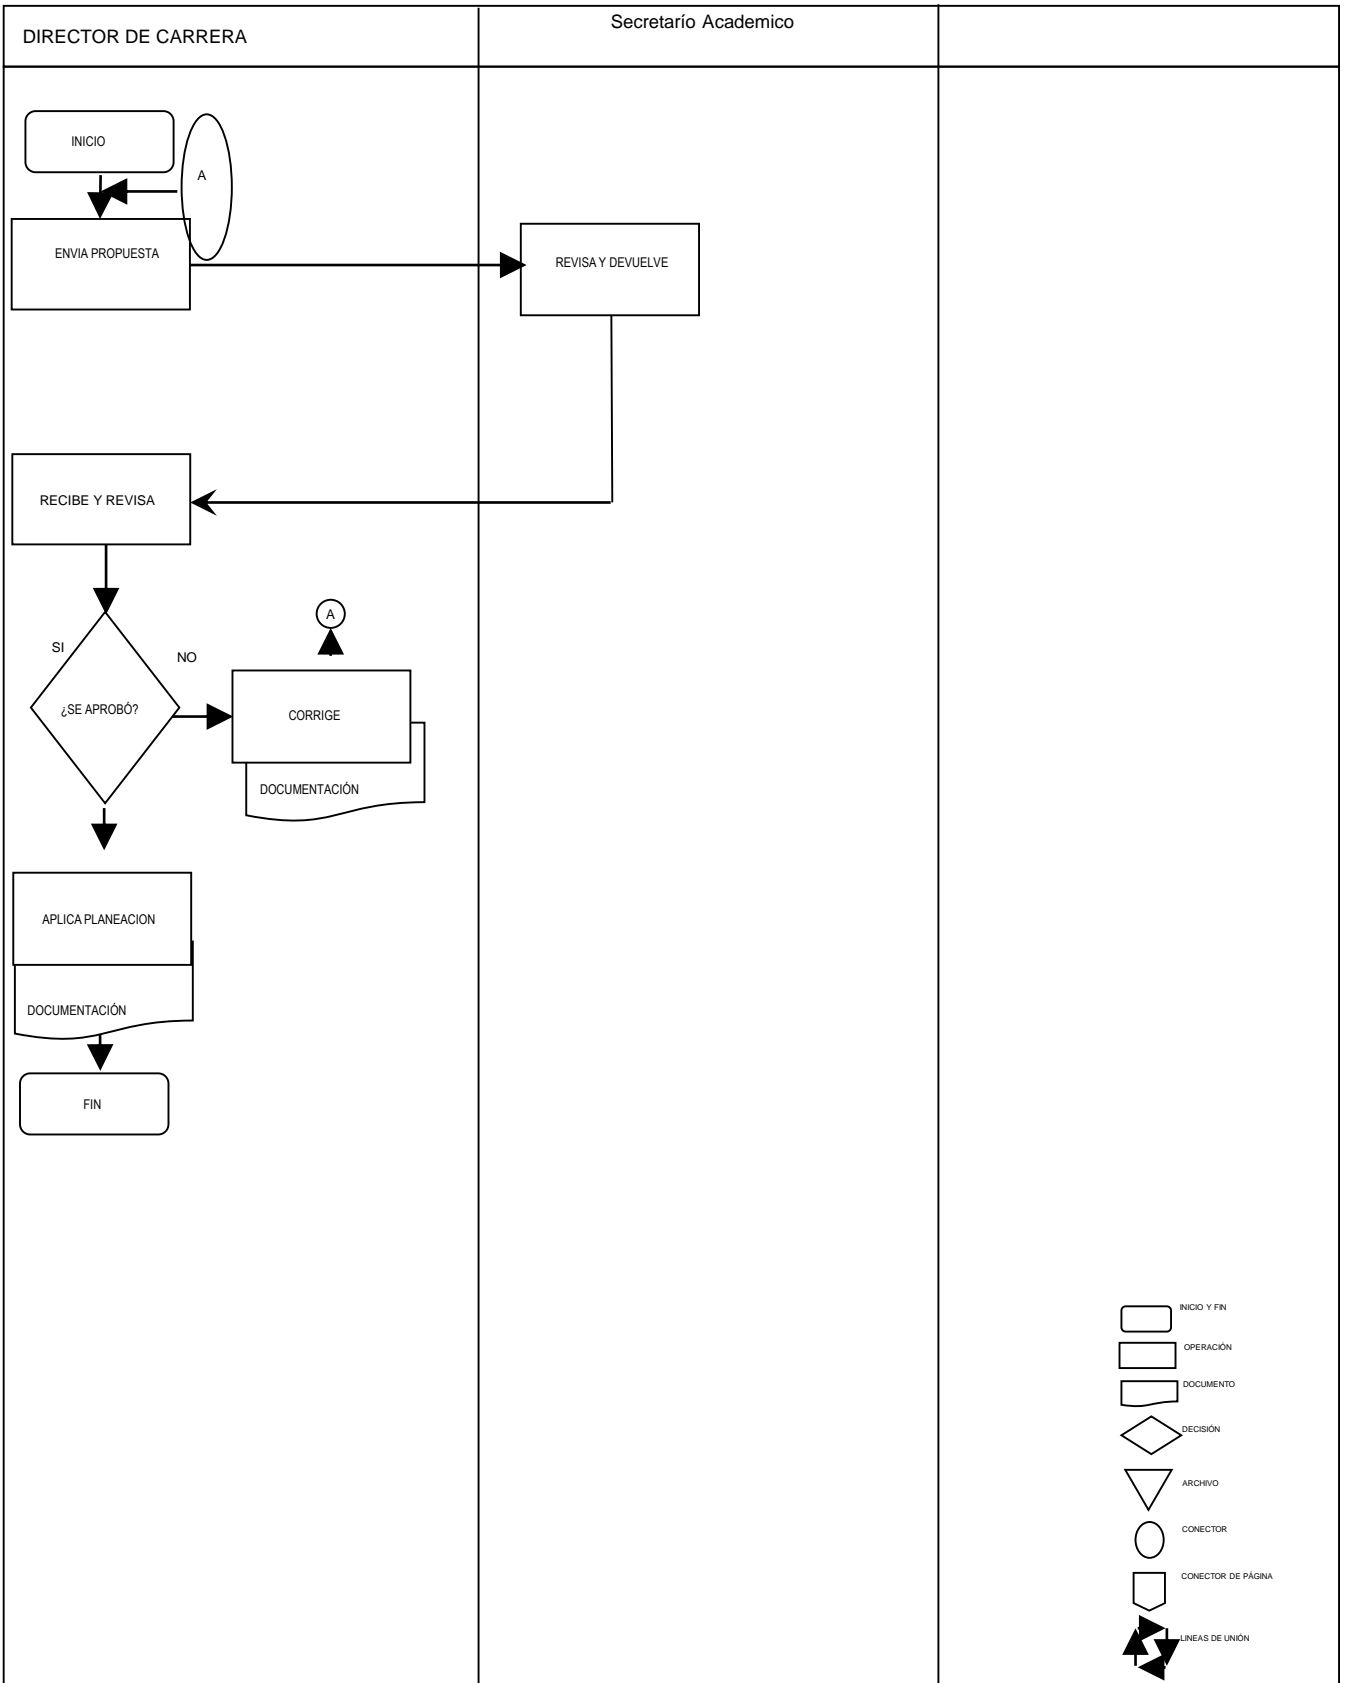 DIRECTOR DE CARRERA
Secretarío Academico
INICIO
A
ENVIA PROPUESTA
REVISA Y DEVUELVE
RECIBE Y REVISA
A
SI
NO
¿SE APROBÓ?
CORRIGE
DOCUMENTACIÓN
APLICA PLANEACION
DOCUMENTACIÓN
FIN
INICIO Y FIN
OPERACIÓN
DOCUMENTO
DECISIÓN
ARCHIVO
CONECTOR
CONECTOR DE PÁGINA
LINEAS DE UNIÓN